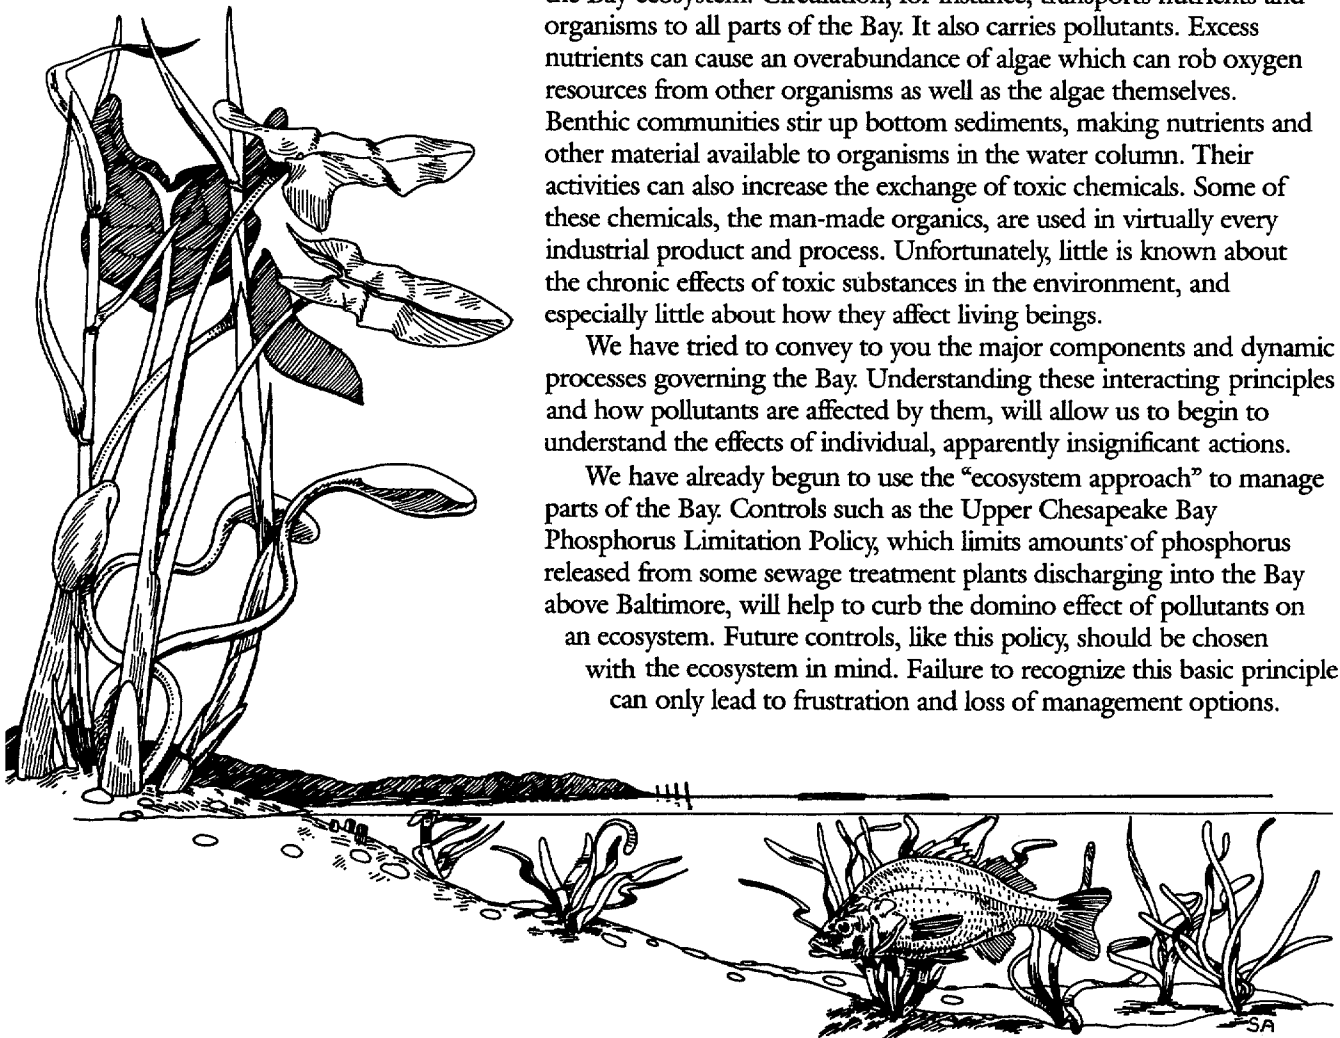 the Bay ecosystem. Circulation, for instance, transports nutrients and
organisms to all parts of the Bay. It also carries pollutants. Excess
nutrients can cause an overabundance of algae which can rob oxygen
resources from other organisms as well as the algae themselves.
Benthic communities stir up bottom sediments, making nutrients and
other material available to organisms in the water column. Their
activities can also increase the exchange of toxic chemicals. Some of
these chemicals, the man-made organics, are used in virtually every
industrial product and process. Unfortunately, little is known about
the chronic effects of toxic substances in the environment, and
especially little about how they affect living beings.
We have tried to convey to you the major components and dynamic
processes governing the Bay. Understanding these interacting principles
and how pollutants are affected by them, will allow us to begin to
understand the effects of individual, apparently insignificant actions.
We have already begun to use the “ecosystem approach” to manage
parts of the Bay. Controls such as the Upper Chesapeake Bay
Phosphorus Limitation Policy, which limits amounts of phosphorus
released from some sewage treatment plants discharging into the Bay
above Baltimore, will help to curb the domino effect of pollutants on
an ecosystem. Future controls, like this policy, should be chosen
with the ecosystem in mind. Failure to recognize this basic principle
can only lead to frustration and loss of management options.
SA